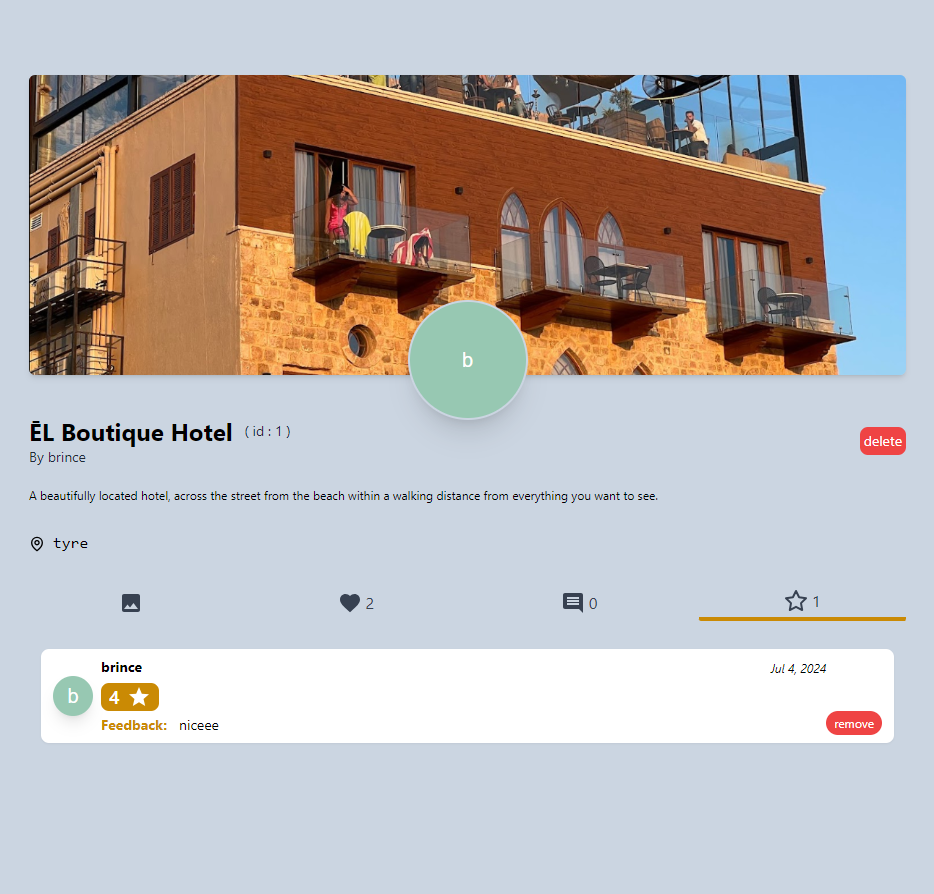 b
ĒL Boutique Hotel ( id : 1 )
delete
By brince
A beautifully located hotel, across the street from the beach within a walking distance from everything you want to see.
tyre
2
0
1
brince
Jul 4, 2024
b
4
Feedback: niceee
remove